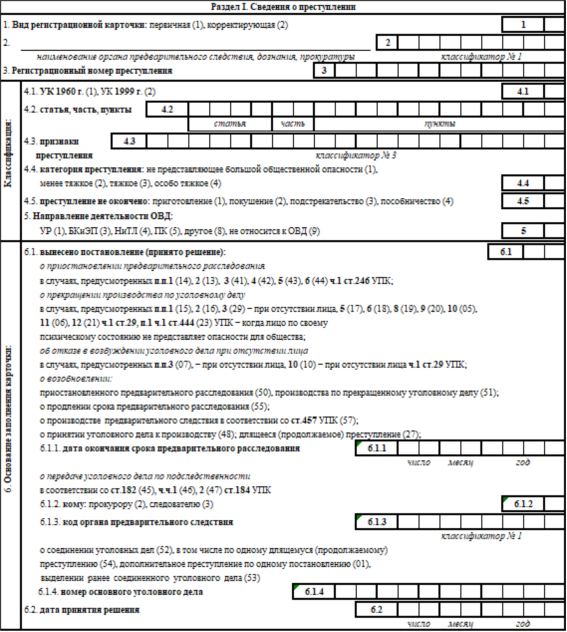 Раздел I. Сведения о преступлении
1. Вид регистрационной карточки: первичная (1), корректирующая (2)
1
2.
2
наименование органа предварительного следствия, дознания, прокуратуры
классификатор № 1
3. Регистрационный номер преступления
3
Классификация:
4.1. УК 1960 г. (1), УК 1999 г. (2)
4.1
4.2. статья, часть, пункты
4.2
статья часть пункты
4.3. признаки
4.3
преступления
классификатор № 3
4.4. категория преступления: не представляющее большой общественной опасности (1),
менее тяжкое (2), тяжкое (3), особо тяжкое (4)
4.4
4.5. преступление не окончено: приготовление (1), покушение (2), подстрекательство (3), пособничество (4)
4.5
5. Направление деятельности ОВД:
УР (1), БКиЭП (3), НиТЛ (4), ПК (5), другое (8), не относится к ОВД (9)
5
6. Основание заполнения карточки:
6.1. вынесено постановление (принято решение):
6.1
о приостановлении предварительного расследования
в случаях, предусмотренных п.п.1 (14), 2 (13), 3 (41), 4 (42), 5 (43), 6 (44) ч.1 ст.246 УПК;
о прекращении производства по уголовному делу
в случаях, предусмотренных п.п.1 (15), 2 (16), 3 (29) – при отсутствии лица, 5 (17), 6 (18), 8 (19), 9 (20), 10 (05),
11 (06), 12 (21) ч.1 ст.29, п.1 ч.1 ст.444 (23) УПК – когда лицо по своему
психическому состоянию не представляет опасности для общества;
об отказе в возбуждении уголовного дела при отсутствии лица
в случаях, предусмотренных п.п.3 (07), – при отсутствии лица, 10 (10) – при отсутствии лица ч.1 ст.29 УПК;
о возобновлении:
приостановленного предварительного расследования (50), производства по прекращенному уголовному делу (51);
о продлении срока предварительного расследования (55);
о производстве предварительного следствия в соответствии со ст.457 УПК (57);
о принятии уголовного дела к производству (48); длящееся (продолжаемое) преступление (27);
6.1.1. дата окончания срока предварительного расследования
6.1.1
число месяц год
о передаче уголовного дела по подследственности
в соответствии со ст.182 (45), ч.ч.1 (46), 2 (47) ст.184 УПК
6.1.2. кому: прокурору (2), следователю (3)
6.1.2
6.1.3. код органа предварительного следствия
6.1.3
классификатор № 1
о соединении уголовных дел (52), в том числе по одному длящемуся (продолжаемому)
преступлению (54), дополнительное преступление по одному постановлению (01),
выделении ранее соединенного уголовного дела (53)
6.1.4. номер основного уголовного дела
6.1.4
6.2. дата принятия решения
6.2
число месяц год